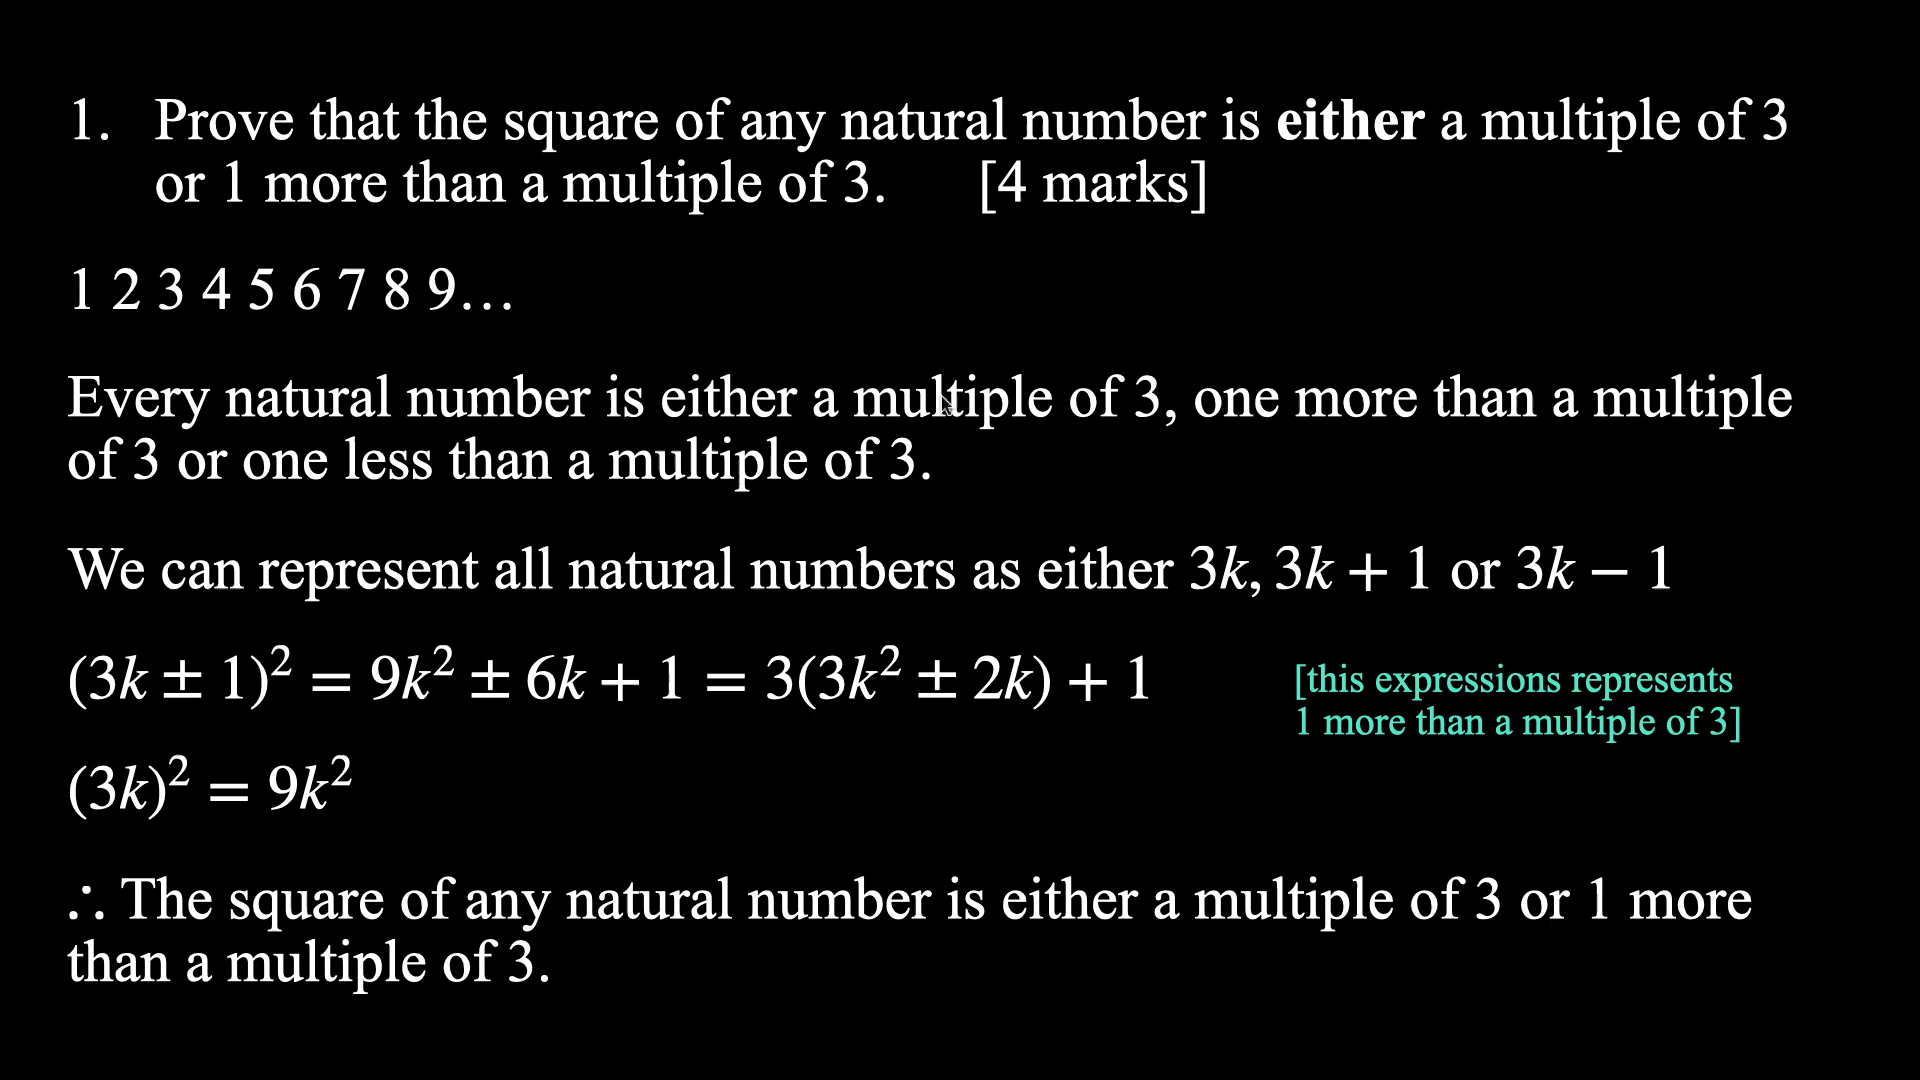 1. Prove that the square of any natural number is either a multiple of 3
or 1 more than a multiple of 3. [4 marks]
1 2 3 4 5 6 7 8 9…
Every natural number is either a multiple of 3, one more than a multiple
of 3 or one less than a multiple of 3.
We can represent all natural numbers as either 3k, 3k + 1 or 3k − 1
(3k ± 1)² = 9k² ± 6k + 1 = 3(3k² ± 2k) + 1
[this expressions represents
1 more than a multiple of 3]
(3k)² = 9k²
∴ The square of any natural number is either a multiple of 3 or 1 more
than a multiple of 3.